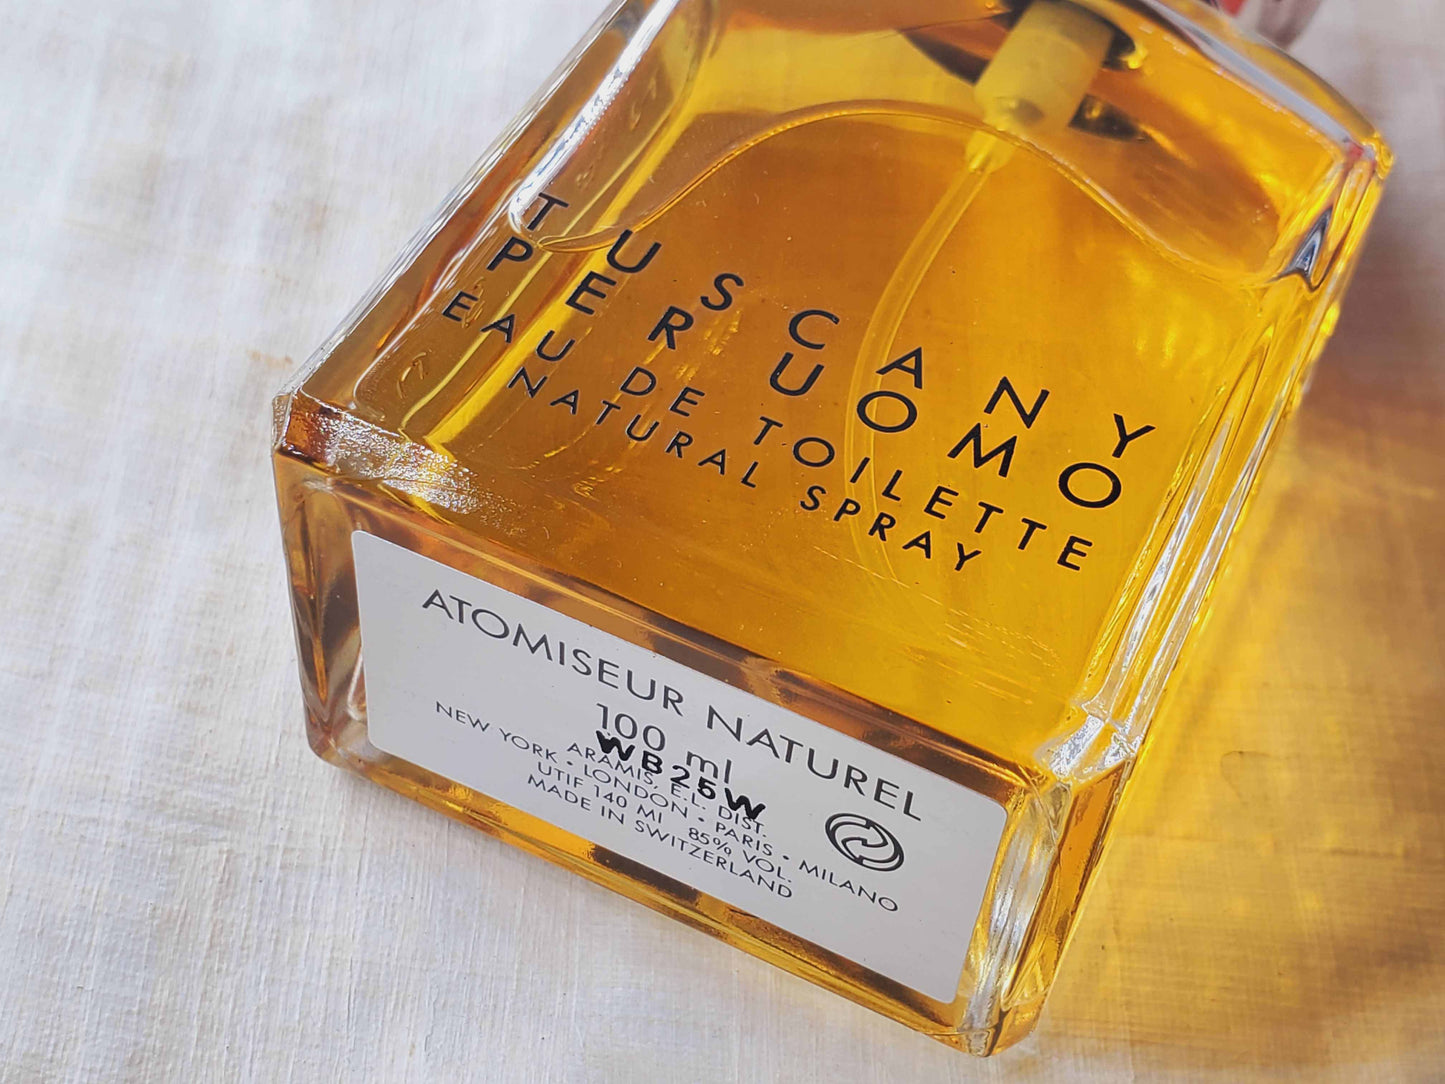 TUSCANY
PER UOMO
EAU DE TOILETTE
NATURAL SPRAY
ATOMISEUR NATUREL
100 ml
WB25W
ARAMIS, E.L. DIST.
NEW YORK • LONDON • PARIS • MILANO
UTIF 140 MI 85% VOL.
MADE IN SWITZERLAND